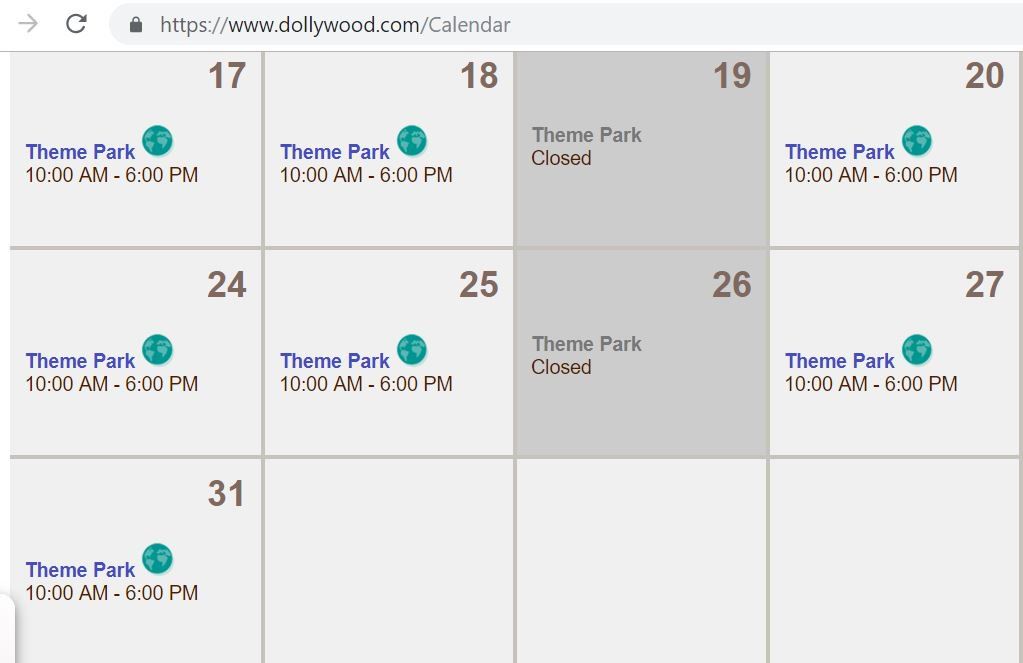 https://www.dollywood.com/Calendar
17
Theme Park
10:00 AM - 6:00 PM
18
Theme Park
10:00 AM - 6:00 PM
19
Theme Park
Closed
20
Theme Park
10:00 AM - 6:00 PM
24
Theme Park
10:00 AM - 6:00 PM
25
Theme Park
10:00 AM - 6:00 PM
26
Theme Park
Closed
27
Theme Park
10:00 AM - 6:00 PM
31
Theme Park
10:00 AM - 6:00 PM